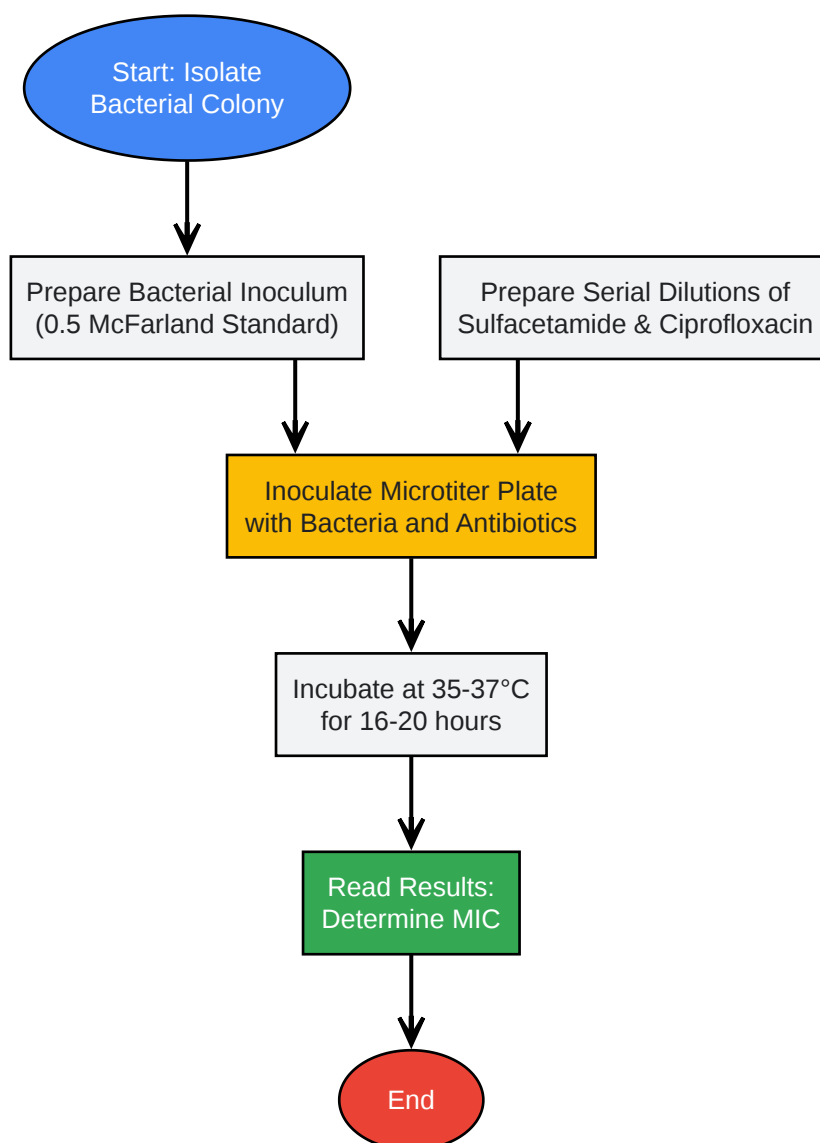 Start: Isolate
Bacterial Colony
Prepare Bacterial Inoculum
(0.5 McFarland Standard)
Prepare Serial Dilutions of
Sulfacetamide & Ciprofloxacin
Inoculate Microtiter Plate
with Bacteria and Antibiotics
Incubate at 35-37°C
for 16-20 hours
Read Results:
Determine MIC
End